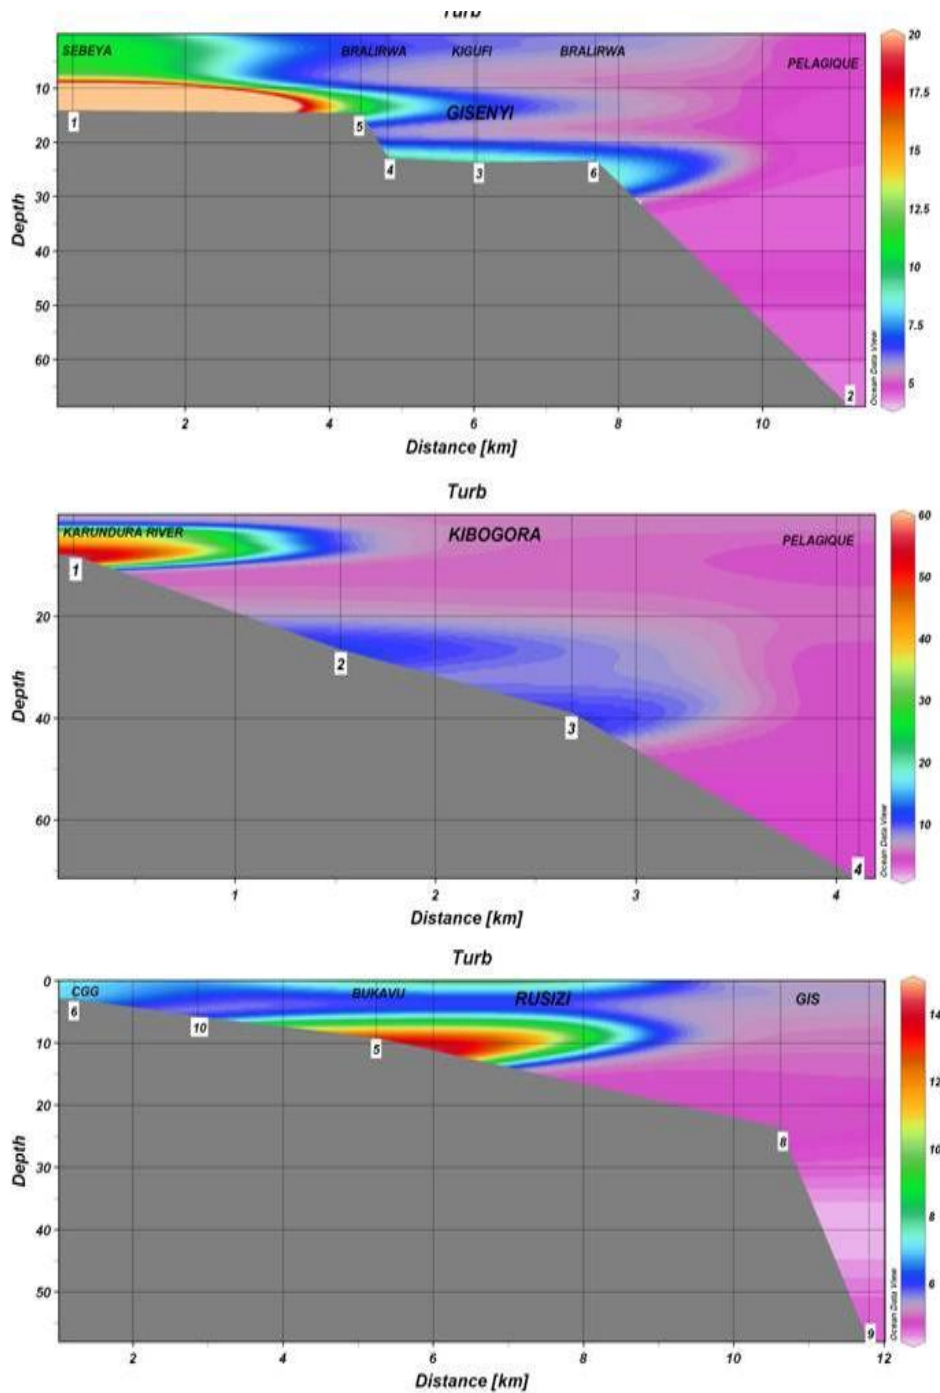 Turb
SEBEYA BRALIRWA KIGUFI BRALIRWA PELAGIQUE
GISENYI
10
20
30
40
50
60
Depth
1 5 4 3 6 2
2 4 6 8 10
Distance [km]
20
17.5
15
12.5
10
7.5
5
Ocean Data View
Turb
KARUNDURA RIVER KIBOGORA PELAGIQUE
20
40
60
Depth
1 2 3 4
1 2 3 4
Distance [km]
60
50
40
30
20
10
Ocean Data View
Turb
CGG BUKAVU RUSIZI GIS
0
10
20
30
40
50
Depth
6 10 5 8 9
2 4 6 8 10 12
Distance [km]
14
12
10
8
6
Ocean Data View